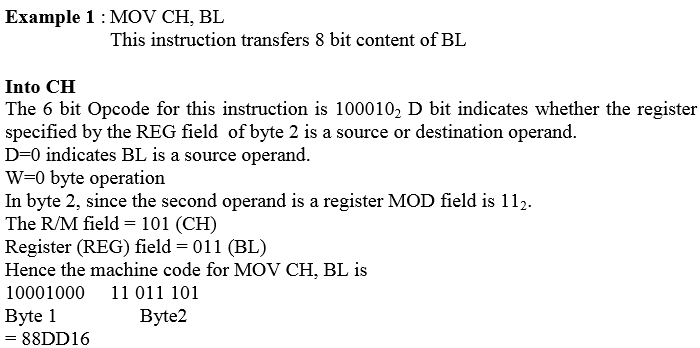 Example 1 : MOV CH, BL
This instruction transfers 8 bit content of BL
Into CH
The 6 bit Opcode for this instruction is 100010₂ D bit indicates whether the register
specified by the REG field of byte 2 is a source or destination operand.
D=0 indicates BL is a source operand.
W=0 byte operation
In byte 2, since the second operand is a register MOD field is 11₂.
The R/M field = 101 (CH)
Register (REG) field = 011 (BL)
Hence the machine code for MOV CH, BL is
10001000 11 011 101
Byte 1 Byte2
= 88DD16